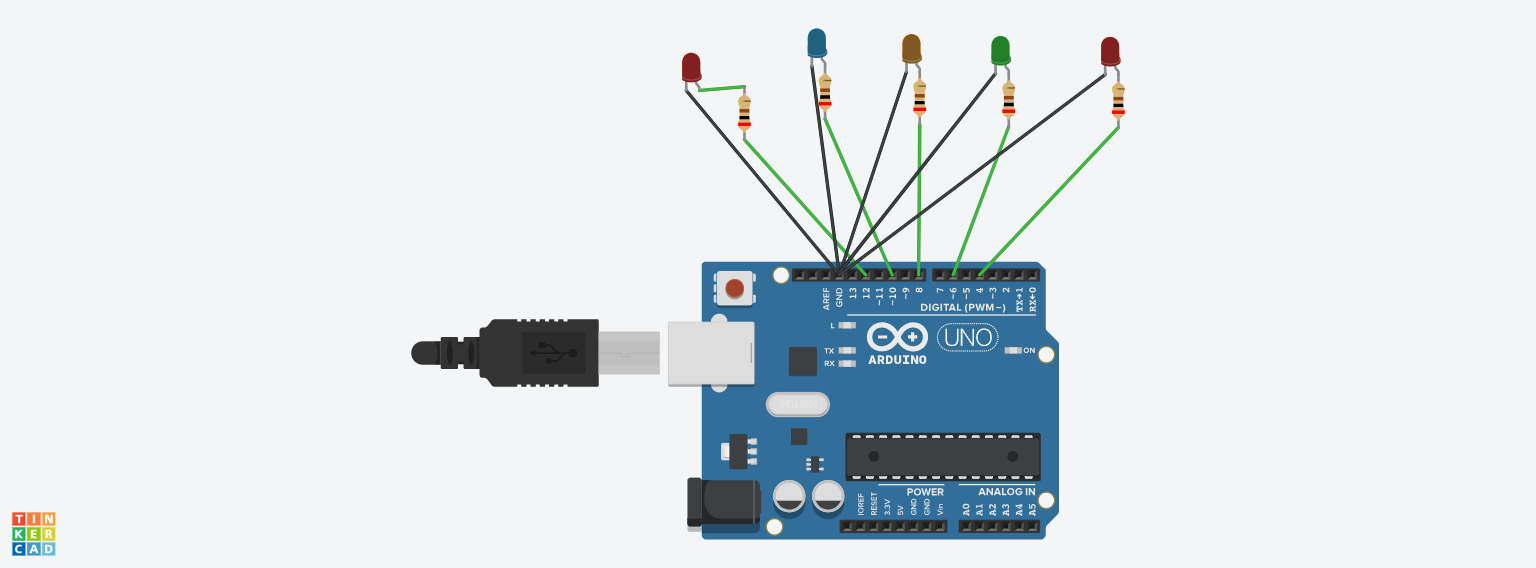 AREF
GND
13
12
~11
~10
~9
8
7
~6
~5
4
~3
2
TX→1
RX←0
DIGITAL (PWM~)
L
TX
RX
ARDUINO
UNO
ON
POWER
ANALOG IN
IOREF
RESET
3.3V
5V
GND
GND
Vin
A0
A1
A2
A3
A4
A5
TIN
KER
CAD